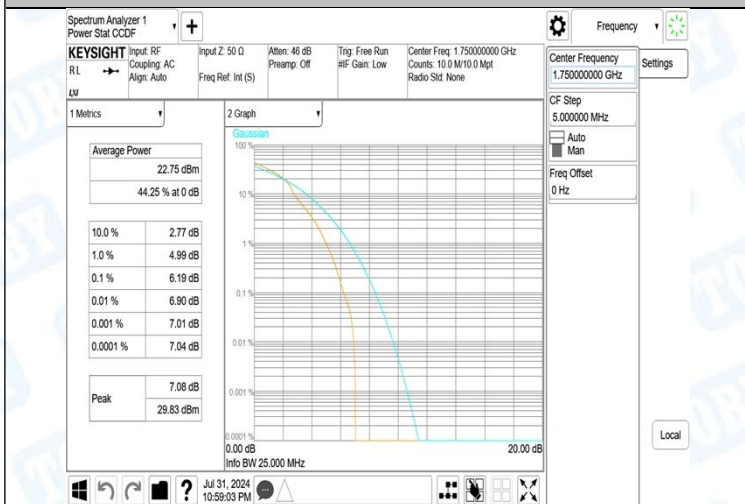 Spectrum Analyzer 1
Power Stat CCDF
Frequency
KEYSIGHT
RL
Input: RF
Coupling: AC
Align: Auto
Input Z: 50 Ω
Freq Ref: Int (S)
Atten: 46 dB
Preamp: Off
Trig: Free Run
#IF Gain: Low
Center Freq: 1.750000000 GHz
Counts: 10.0 M/10.0 Mpt
Radio Std: None
Center Frequency
1.750000000 GHz
Settings
CF Step
5.000000 MHz
Auto
Man
Freq Offset
0 Hz
1 Metrics
2 Graph
Average Power
22.75 dBm
44.25 % at 0 dB
10.0 % 2.77 dB
1.0 % 4.99 dB
0.1 % 6.19 dB
0.01 % 6.90 dB
0.001 % 7.01 dB
0.0001 % 7.04 dB
Peak
7.08 dB
29.83 dBm
Gaussian
100 %
10 %
1 %
0.1 %
0.01 %
0.001 %
0.0001 %
0.00 dB
20.00 dB
Info BW 25.000 MHz
Local
?
Jul 31, 2024
10:59:03 PM